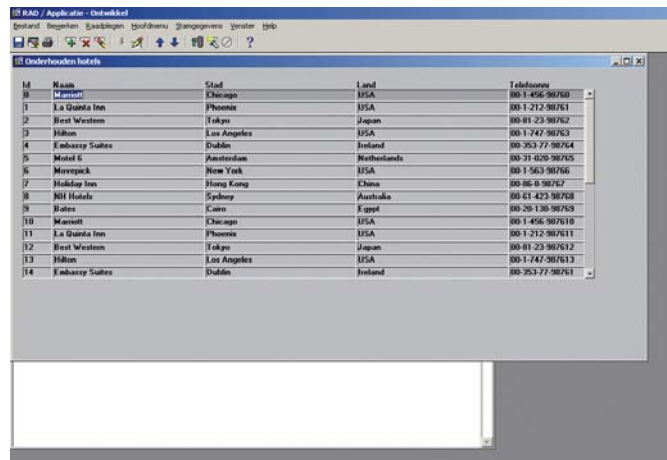 RAD / Applicatie - Ontwikkel
Bestand Bewerken Raadplegen Hoofdmenu Stamgegevens Venster Help
Onderhouden hotels
Id Naam Stad Land Telefoonnr
0 Marriott Chicago USA 00-1-456-98760
1 La Quinta Inn Phoenix USA 00-1-212-98761
2 Best Western Tokyo Japan 00-81-23-98762
3 Hilton Los Angeles USA 00-1-747-98763
4 Embassy Suites Dublin Ireland 00-353-77-98764
5 Motel 6 Amsterdam Netherlands 00-31-020-98765
6 Movepick New York USA 00-1-563-98766
7 Holiday Inn Hong Kong China 00-86-0-98767
8 NH Hotels Sydney Australia 00-61-423-98768
9 Bates Cairo Egypt 00-20-130-98769
10 Marriott Chicago USA 00-1-456-987610
11 La Quinta Inn Phoenix USA 00-1-212-987611
12 Best Western Tokyo Japan 00-81-23-987612
13 Hilton Los Angeles USA 00-1-747-987613
14 Embassy Suites Dublin Ireland 00-353-77-98761